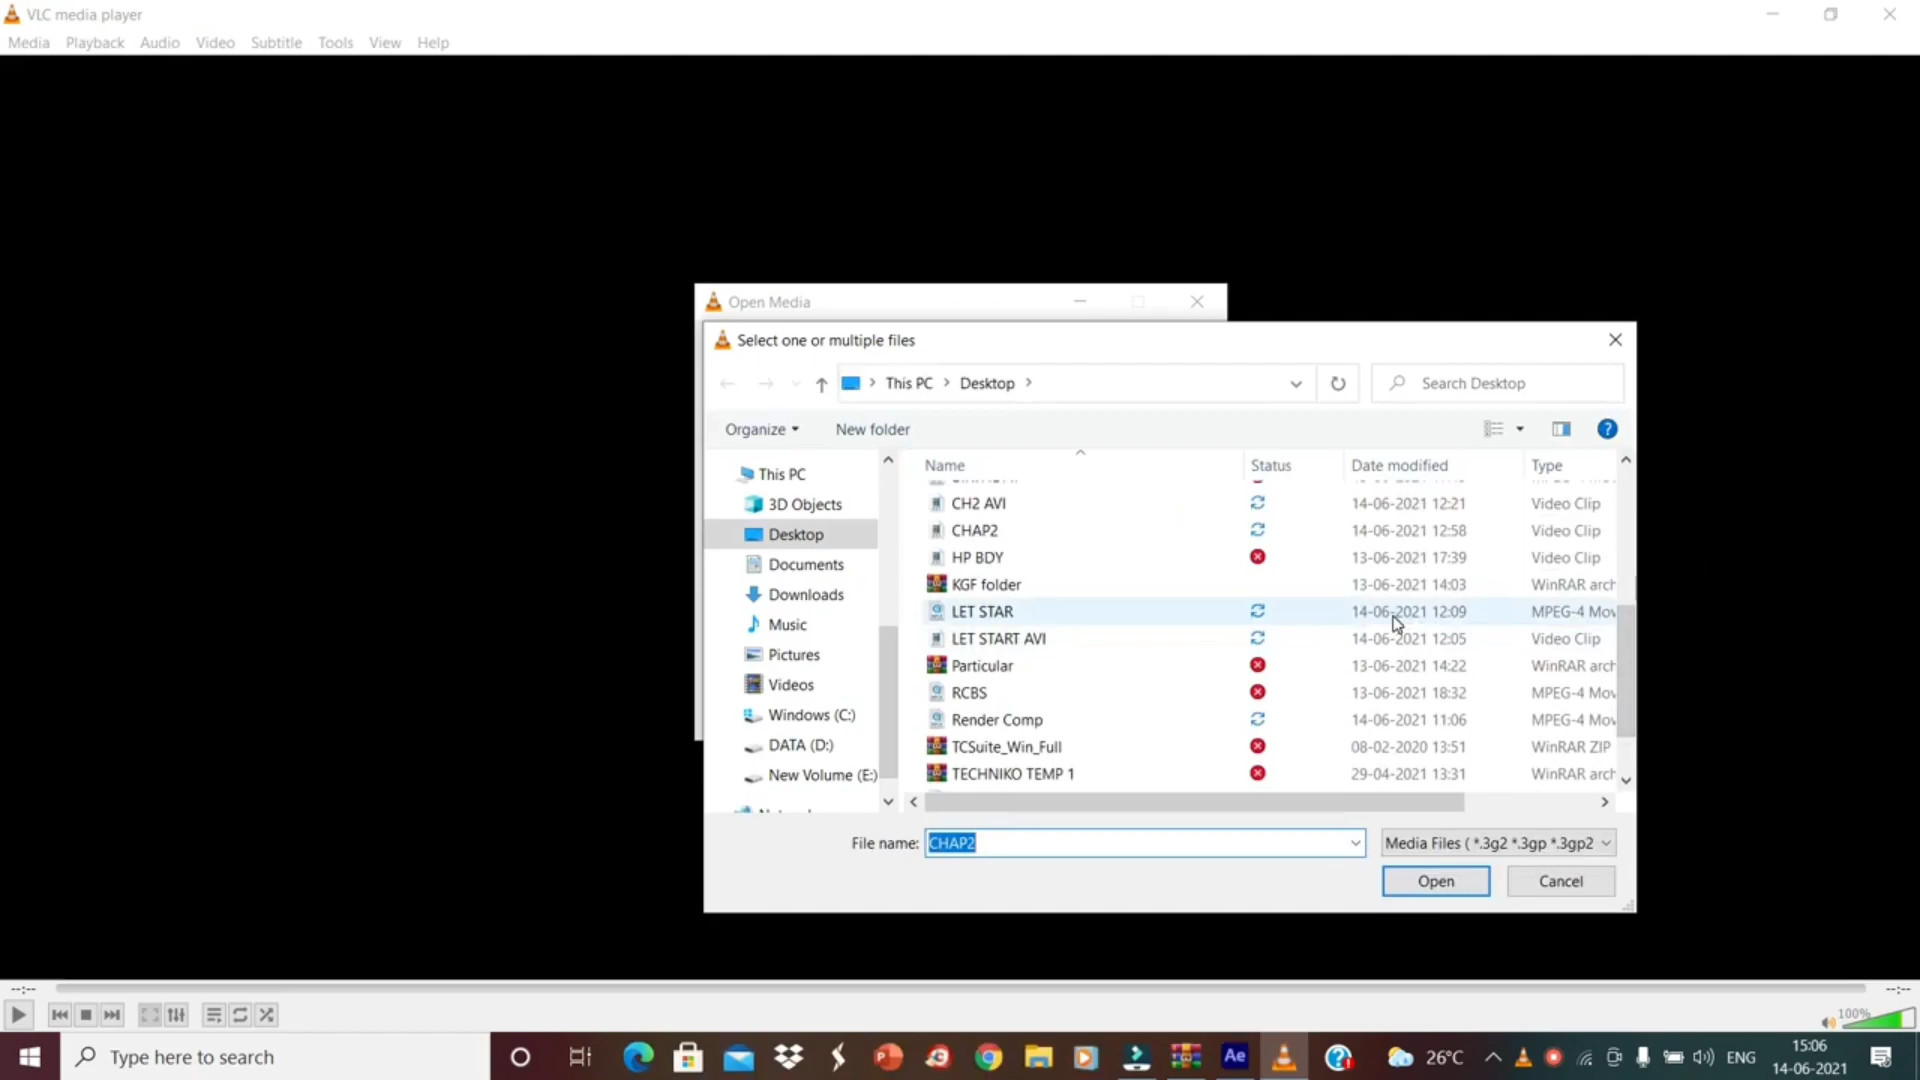 VLC media player
Media Playback Audio Video Subtitle Tools View Help
Open Media
Select one or multiple files
This PC Desktop
Search Desktop
Organize New folder
Name Status Date modified Type
This PC
3D Objects
Desktop
Documents
Downloads
Music
Pictures
Videos
Windows (C:)
DATA (D:)
New Volume (E:)
CH2 AVI 14-06-2021 12:21 Video Clip
CHAP2 14-06-2021 12:58 Video Clip
HP BDY 13-06-2021 17:39 Video Clip
KGF folder 13-06-2021 14:03 WinRAR arch
LET STAR 14-06-2021 12:09 MPEG-4 Mov
LET START AVI 14-06-2021 12:05 Video Clip
Particular 13-06-2021 14:22 WinRAR arch
RCBS 13-06-2021 18:32 MPEG-4 Mov
Render Comp 14-06-2021 11:06 MPEG-4 Mov
TCSuite_Win_Full 08-02-2020 13:51 WinRAR ZIP
TECHNIKO TEMP 1 29-04-2021 13:31 WinRAR arch
File name: CHAP2 Media Files ( *.3g2 *.3gp *.3gp2
Open Cancel
--:-- --:--
100%
Type here to search
Ae
26°C
ENG
15:06
14-06-2021